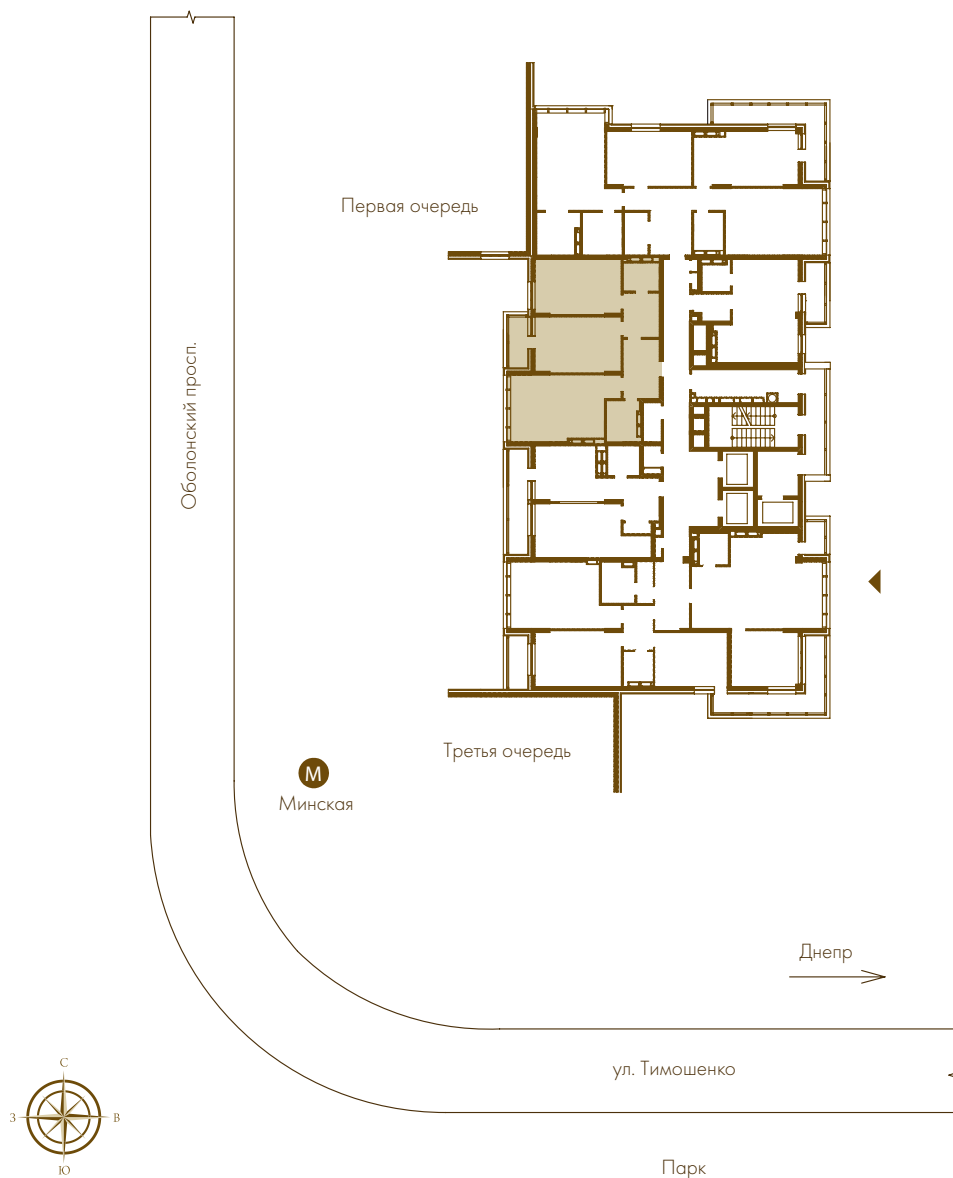 Первая очередь
Оболонский просп.
Третья очередь
М
Минская
Днепр
ул. Тимошенко
С
З
В
Ю
Парк